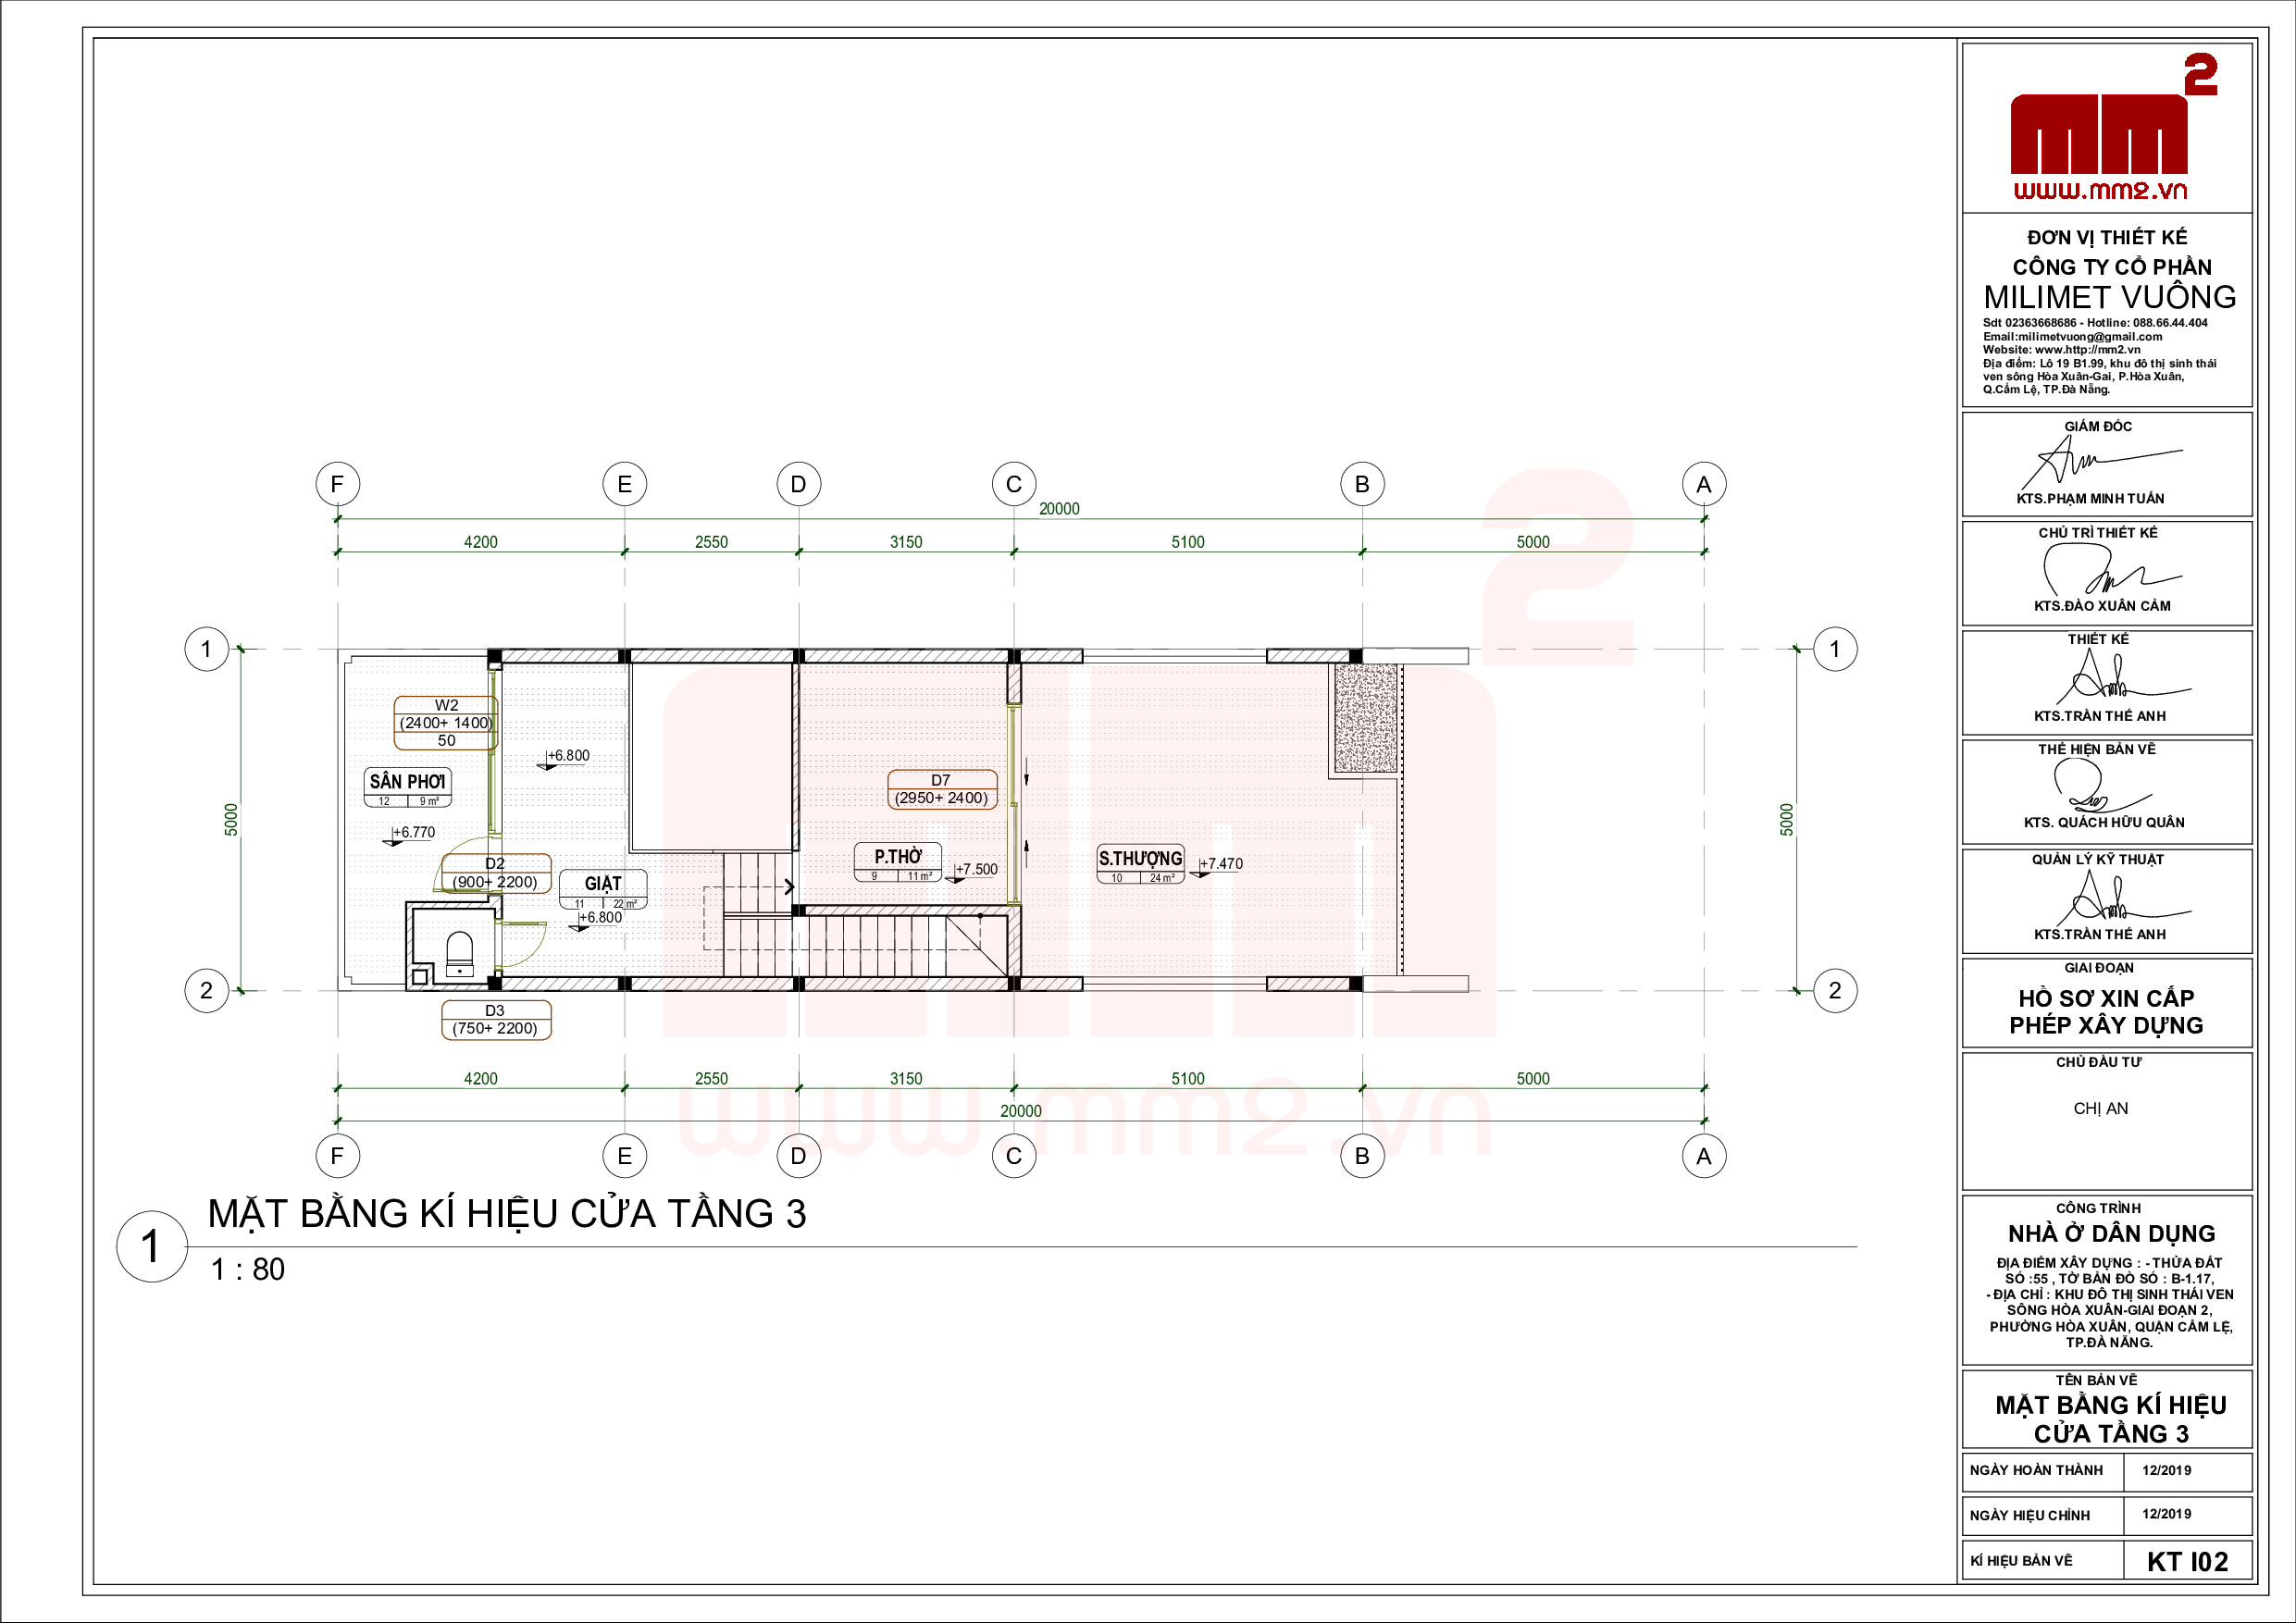 F
E
D
C
B
A
20000
4200
2550
3150
5100
5000
1
1
W2
(2400+ 1400)
50
+6.800
SÂN PHƠI
12
9 m²
D7
(2950+ 2400)
5000
5000
+6.770
D2
(900+ 2200)
P.THỜ
9
11 m²
+7.500
S.THƯỢNG
10
24 m²
+7.470
GIẶT
11
22 m²
+6.800
2
2
D3
(750+ 2200)
4200
2550
3150
5100
5000
20000
F
E
D
C
B
A
mm2
www.mm2.vn
1
MẶT BẰNG KÍ HIỆU CỬA TẦNG 3
1 : 80
mm2
www.mm2.vn
ĐƠN VỊ THIẾT KẾ
CÔNG TY CỔ PHẦN
MILIMET VUÔNG
Sdt 02363668686 - Hotline: 088.66.44.404
Email:milimetvuong@gmail.com
Website: www.http://mm2.vn
Địa điểm: Lô 19 B1.99, khu đô thị sinh thái
ven sông Hòa Xuân-Gai, P.Hòa Xuân,
Q.Cẩm Lệ, TP.Đà Nẵng.
GIÁM ĐỐC
KTS.PHẠM MINH TUẤN
CHỦ TRÌ THIẾT KẾ
KTS.ĐÀO XUÂN CẢM
THIẾT KẾ
KTS.TRẦN THẾ ANH
THỂ HIỆN BẢN VẼ
KTS. QUÁCH HỮU QUÂN
QUẢN LÝ KỸ THUẬT
KTS.TRẦN THẾ ANH
GIAI ĐOẠN
HỒ SƠ XIN CẤP
PHÉP XÂY DỰNG
CHỦ ĐẦU TƯ
CHỊ AN
CÔNG TRÌNH
NHÀ Ở DÂN DỤNG
ĐỊA ĐIỂM XÂY DỰNG : - THỬA ĐẤT
SỐ :55 , TỜ BẢN ĐỒ SỐ : B-1.17,
- ĐỊA CHỈ : KHU ĐÔ THỊ SINH THÁI VEN
SÔNG HÒA XUÂN-GIAI ĐOẠN 2,
PHƯỜNG HÒA XUÂN, QUẬN CẨM LỆ,
TP.ĐÀ NẴNG.
TÊN BẢN VẼ
MẶT BẰNG KÍ HIỆU
CỬA TẦNG 3
NGÀY HOÀN THÀNH
12/2019
NGÀY HIỆU CHỈNH
12/2019
KÍ HIỆU BẢN VẼ
KT I02